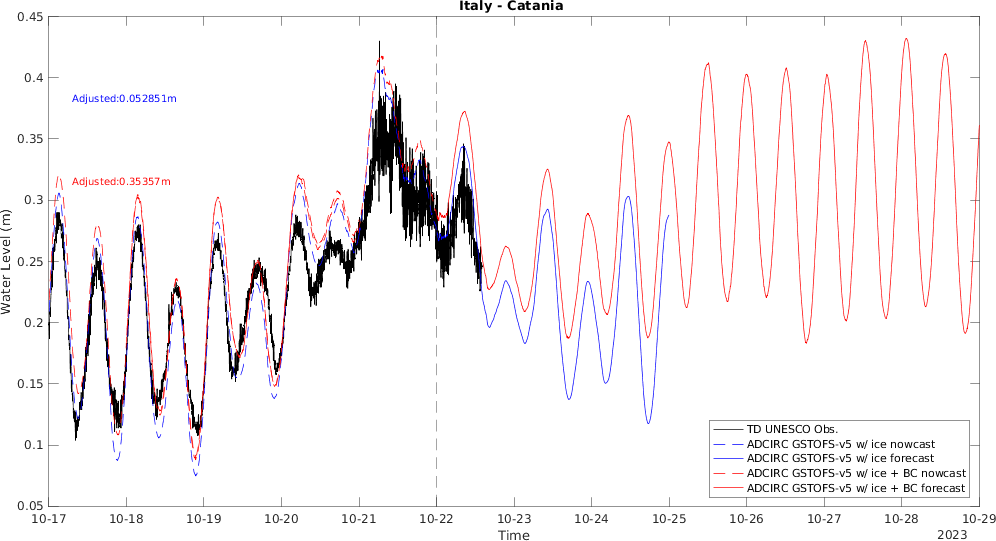 Italy - Catania
Water Level (m)
0.45
0.4
0.35
0.3
0.25
0.2
0.15
0.1
0.05
Adjusted:0.052851m
Adjusted:0.35357m
TD UNESCO Obs.
ADCIRC GSTOFS-v5 w/ ice nowcast
ADCIRC GSTOFS-v5 w/ ice forecast
ADCIRC GSTOFS-v5 w/ ice + BC nowcast
ADCIRC GSTOFS-v5 w/ ice + BC forecast
10-17 10-18 10-19 10-20 10-21 10-22 10-23 10-24 10-25 10-26 10-27 10-28 10-29
Time
2023